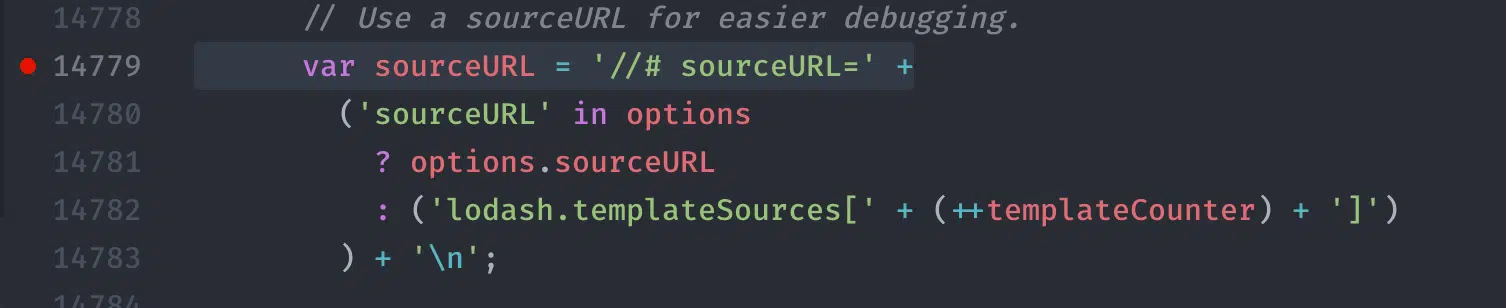 14778 // Use a sourceURL for easier debugging.
14779 var sourceURL = '//# sourceURL=' +
14780 ('sourceURL' in options
14781 ? options.sourceURL
14782 : ('lodash.templateSources[' + (++templateCounter) + ']')
14783 ) + '\n';
14784